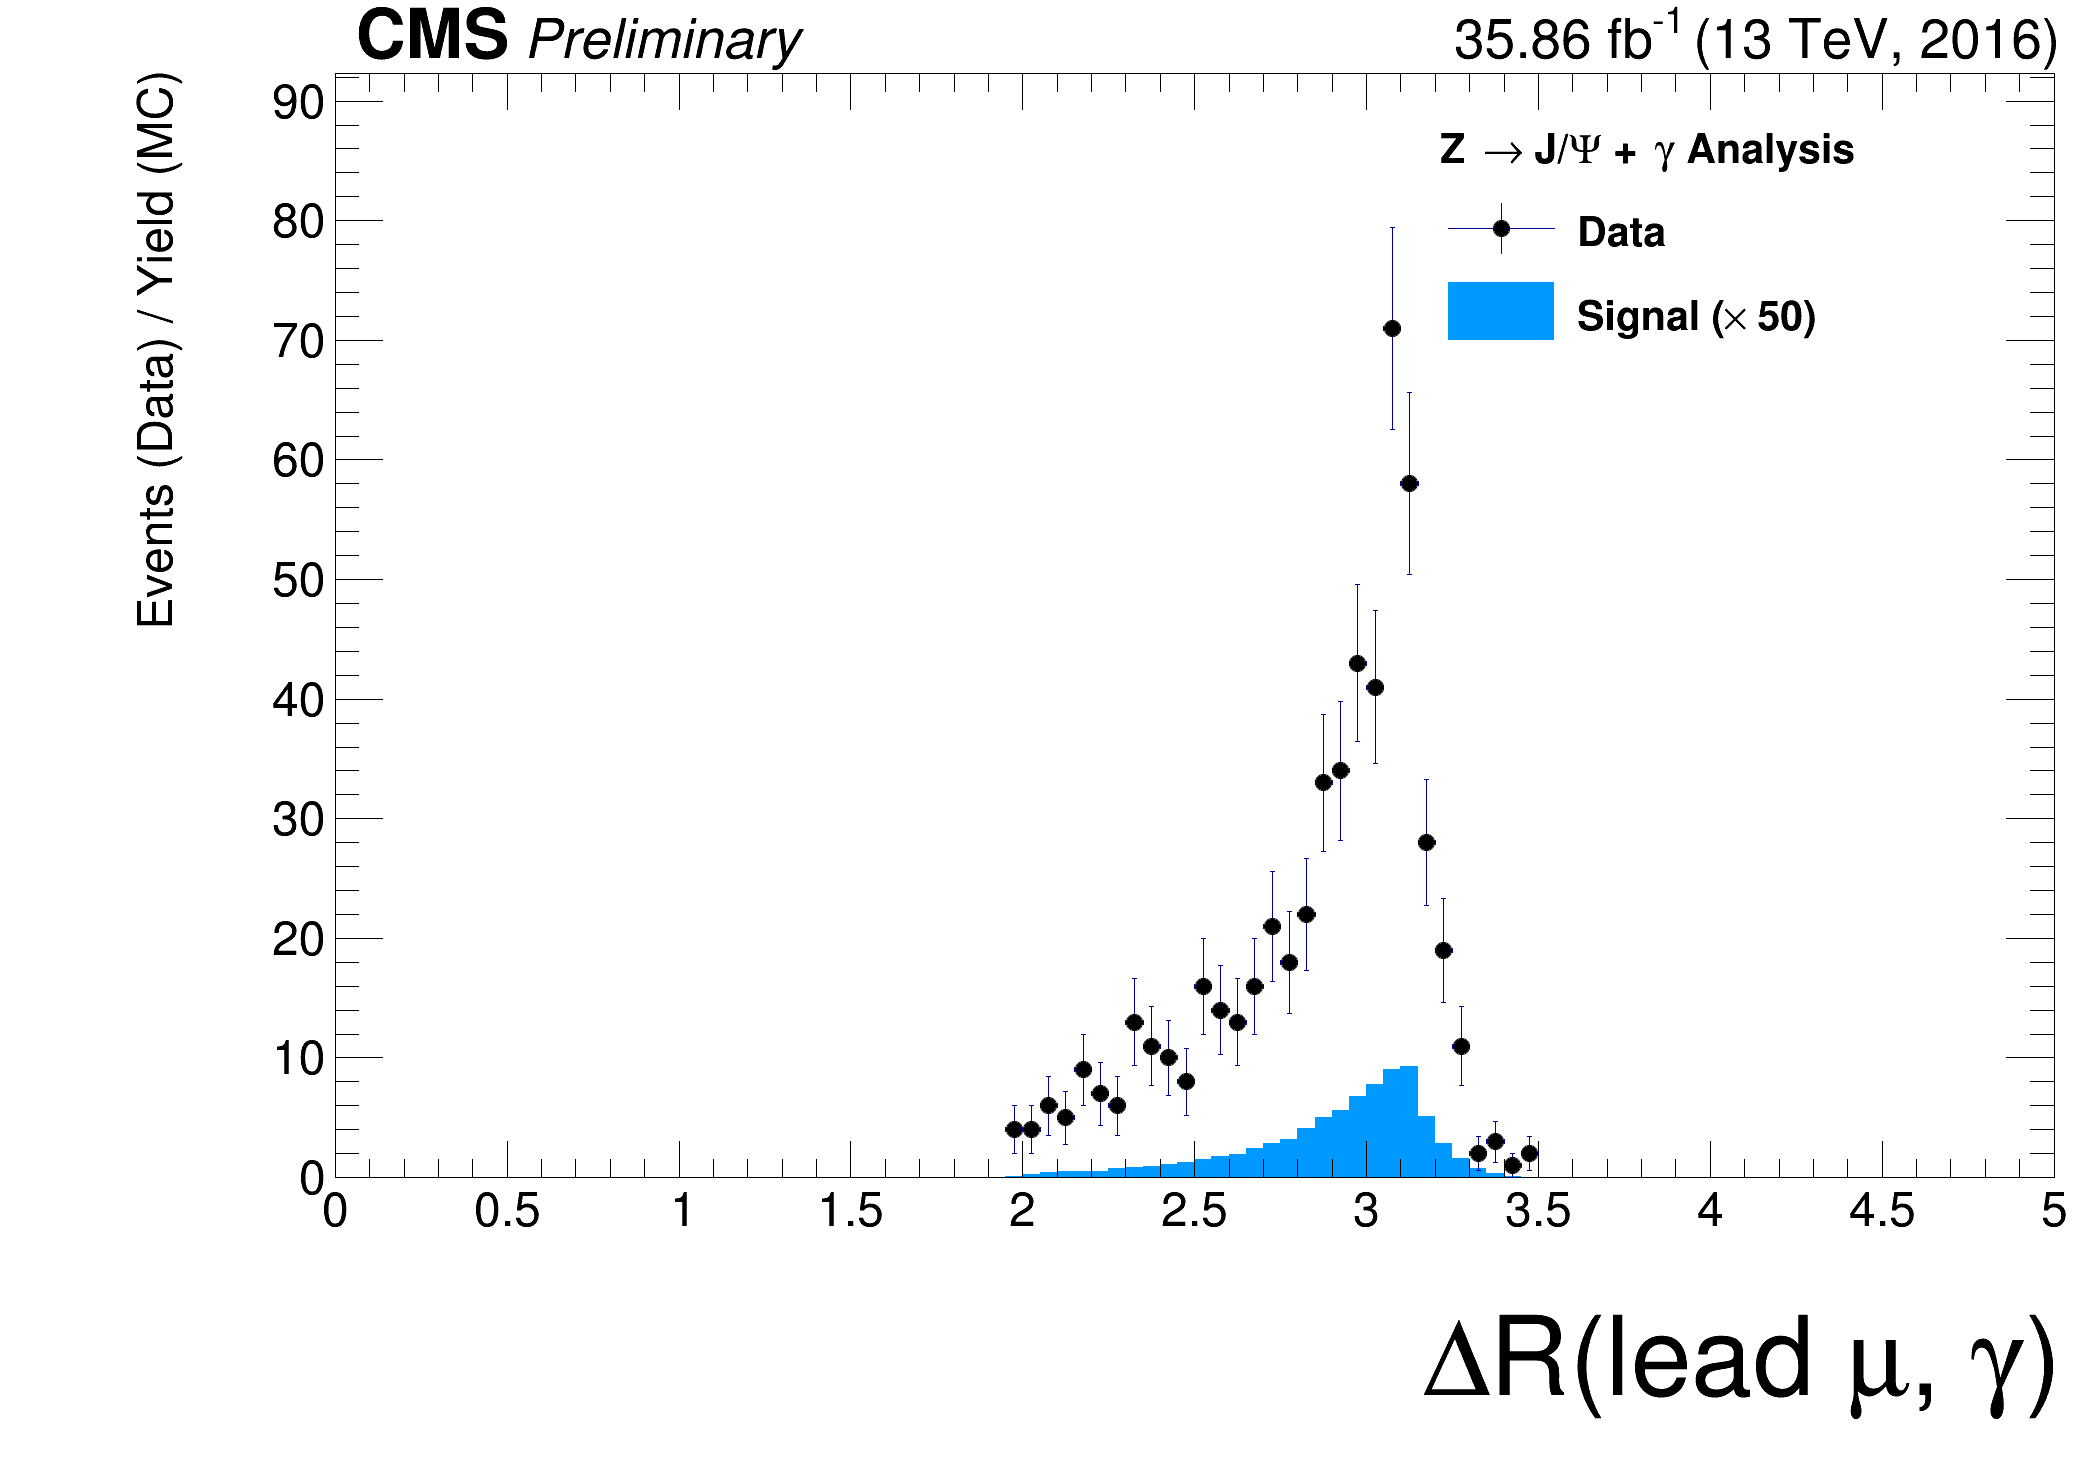 CMS Preliminary
35.86 fb⁻¹ (13 TeV, 2016)
Events (Data) / Yield (MC)
90
80
70
60
50
40
30
20
10
0
Z → J/Ψ + γ Analysis
Data
Signal (× 50)
0 0.5 1 1.5 2 2.5 3 3.5 4 4.5 5
ΔR(lead μ, γ)